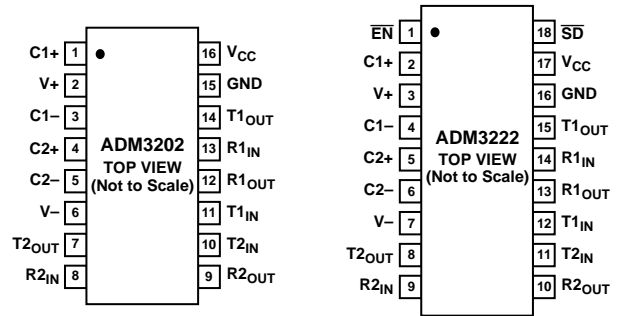 C1+ 1 16 VCC
V+ 2 15 GND
C1– 3 14 T1OUT
C2+ 4 13 R1IN
C2– 5 12 R1OUT
V– 6 11 T1IN
T2OUT 7 10 T2IN
R2IN 8 9 R2OUT
ADM3202
TOP VIEW
(Not to Scale)
EN 1 18 SD
C1+ 2 17 VCC
V+ 3 16 GND
C1– 4 15 T1OUT
C2+ 5 14 R1IN
C2– 6 13 R1OUT
V– 7 12 T1IN
T2OUT 8 11 T2IN
R2IN 9 10 R2OUT
ADM3222
TOP VIEW
(Not to Scale)